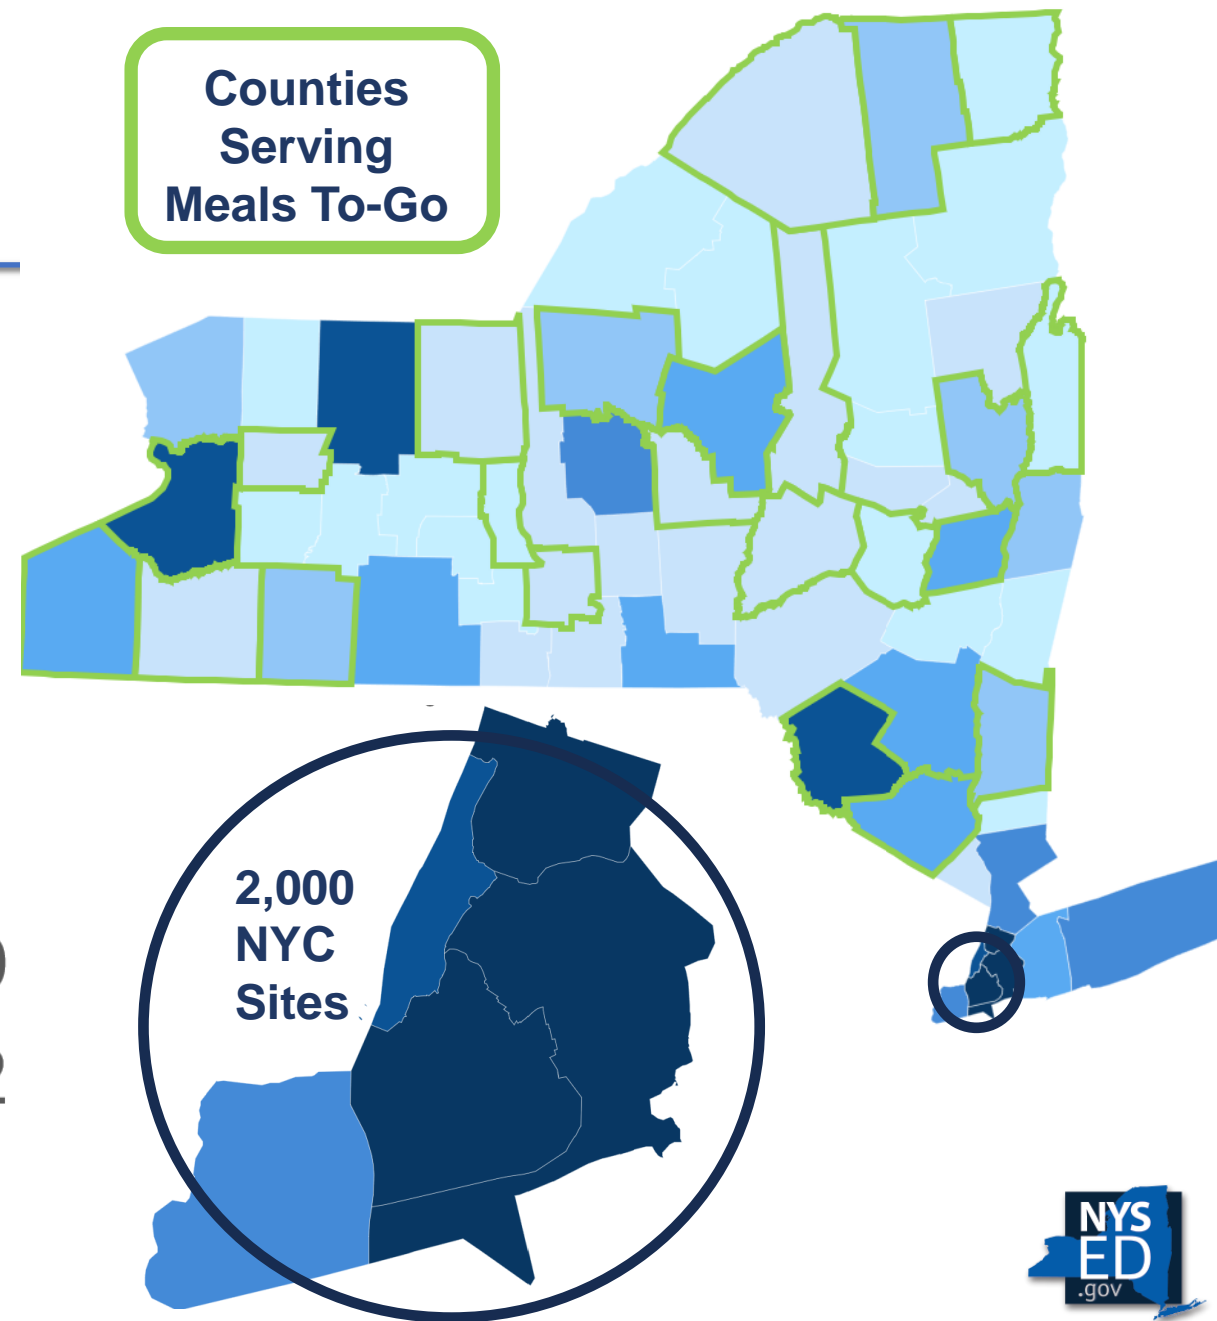 Counties
Serving
Meals To-Go
2,000
NYC
Sites
NYS
ED
.gov